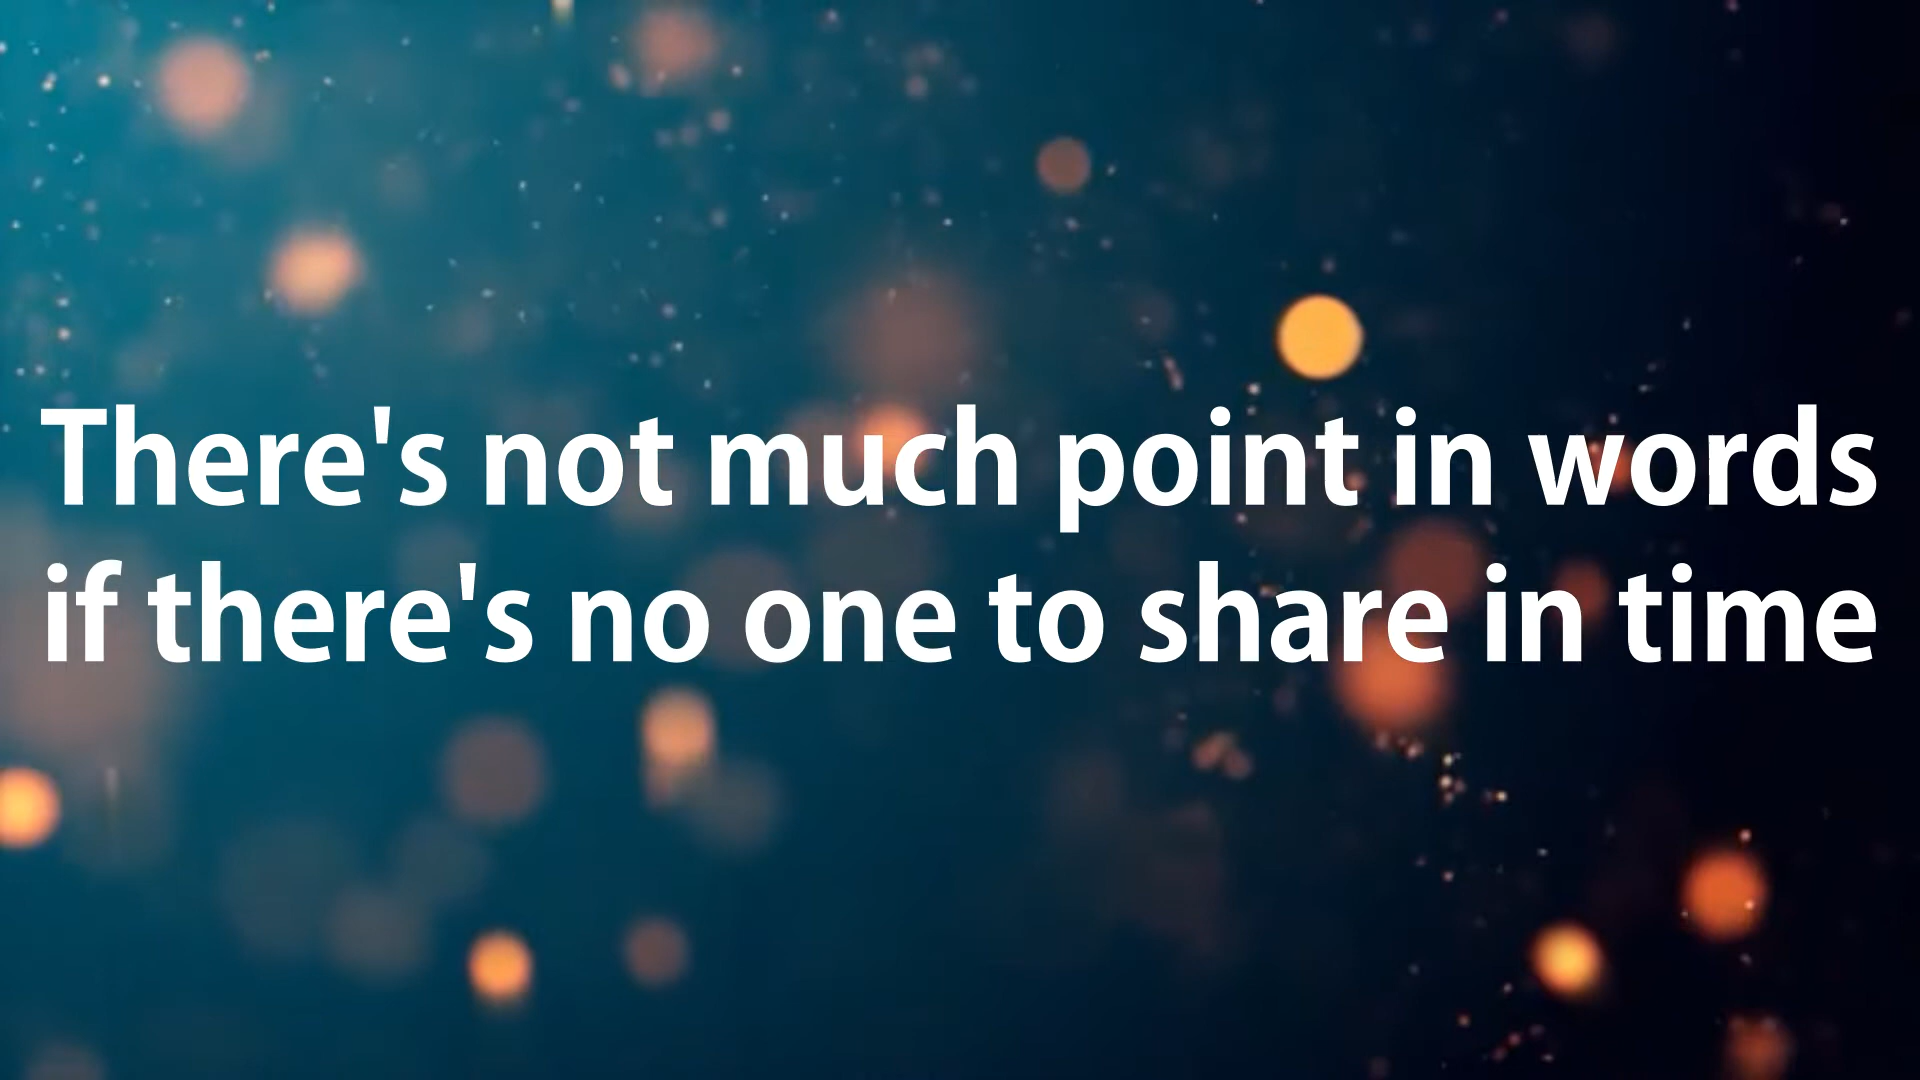 There's not much point in words
if there's no one to share in time